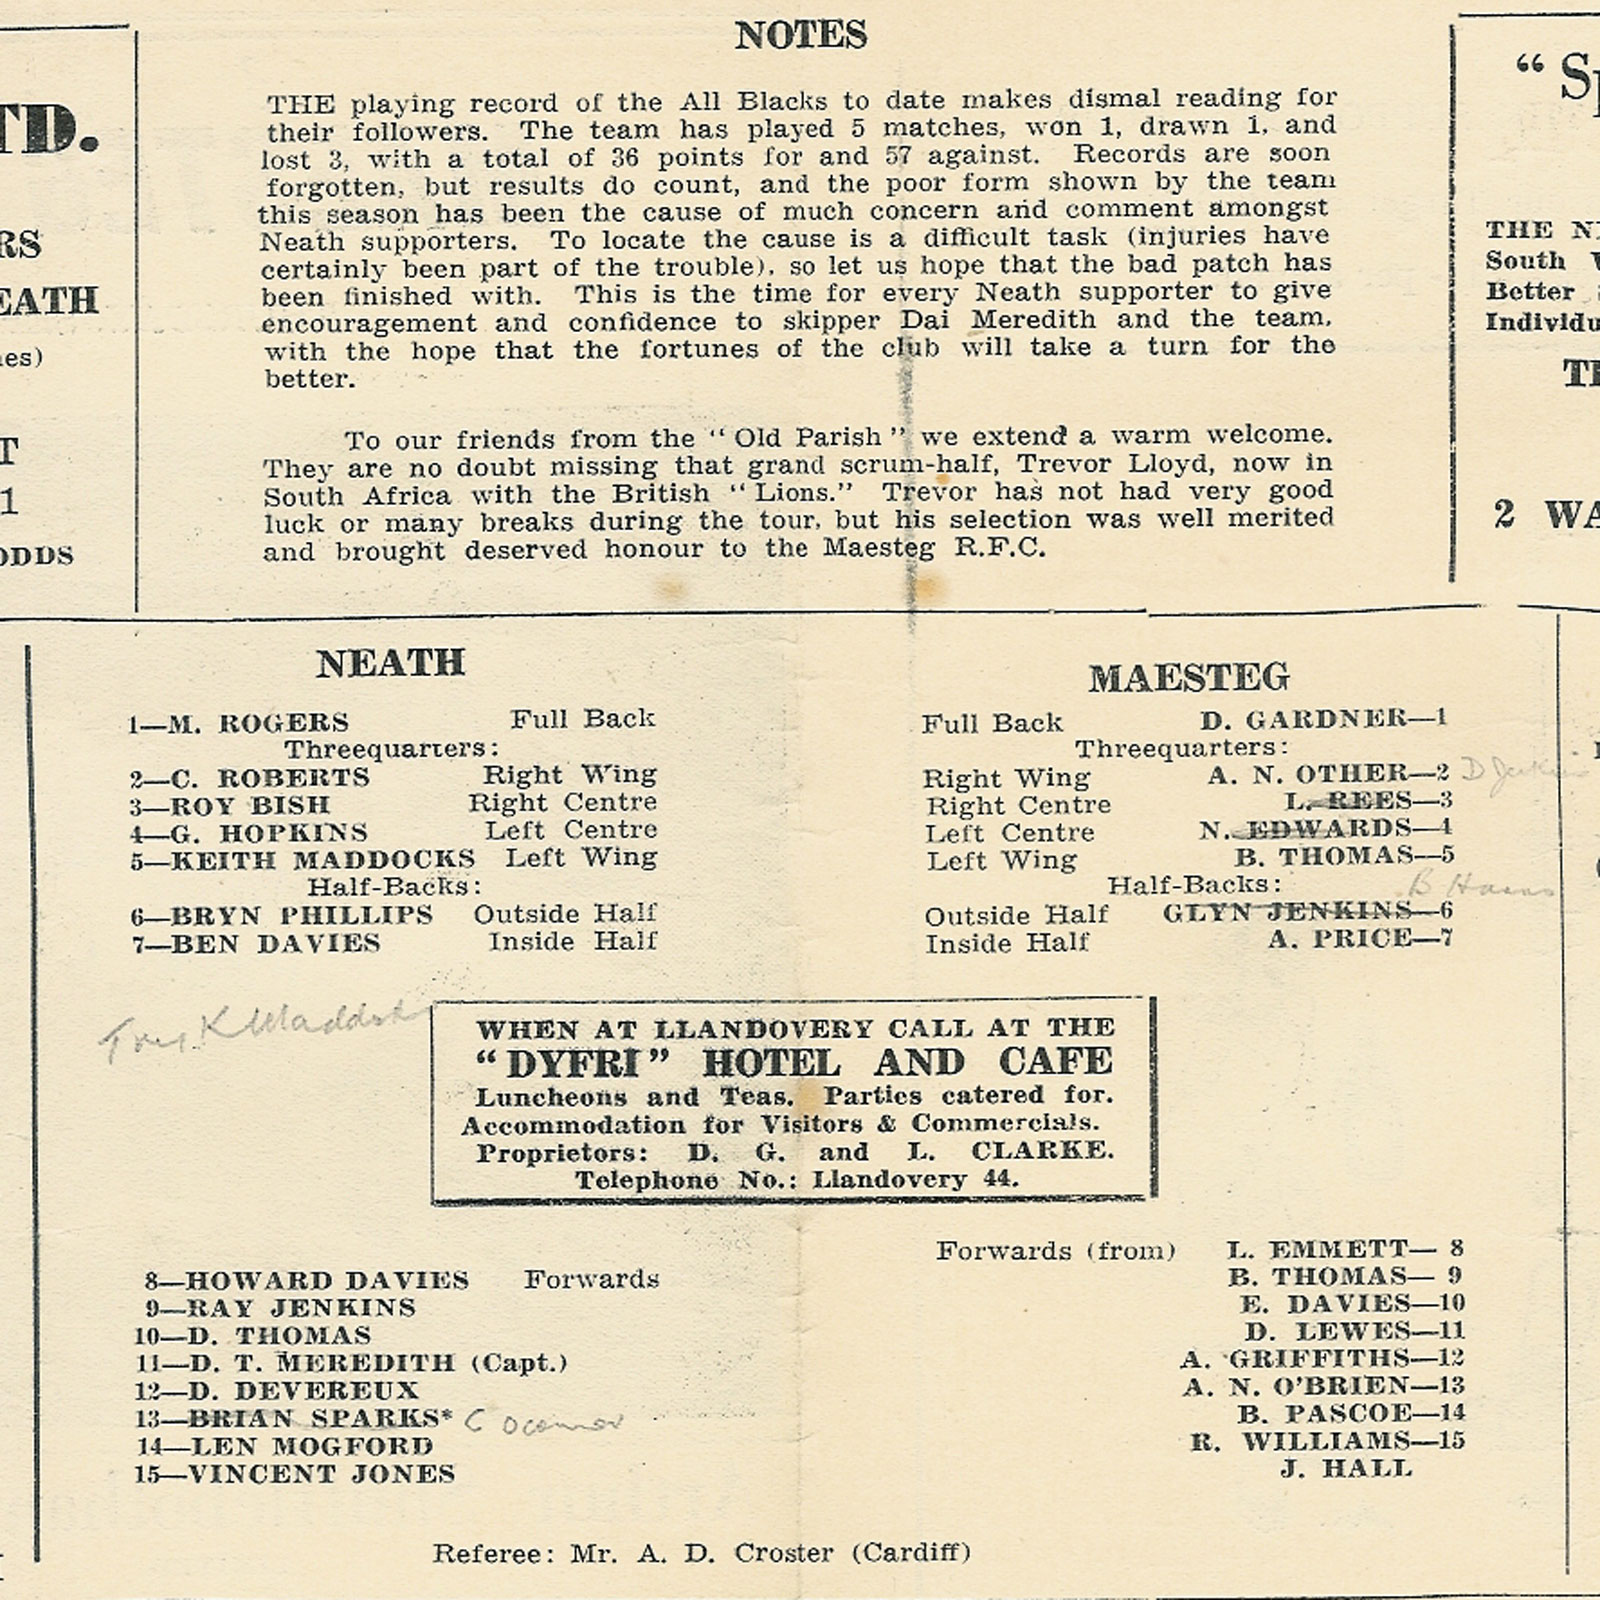 NOTES
THE playing record of the All Blacks to date makes dismal reading for
their followers. The team has played 5 matches, won 1, drawn 1, and
lost 3, with a total of 36 points for and 57 against. Records are soon
forgotten, but results do count, and the poor form shown by the team
this season has been the cause of much concern and comment amongst
Neath supporters. To locate the cause is a difficult task (injuries have
certainly been part of the trouble), so let us hope that the bad patch has
been finished with. This is the time for every Neath supporter to give
encouragement and confidence to skipper Dai Meredith and the team,
with the hope that the fortunes of the club will take a turn for the
better.
To our friends from the "Old Parish" we extend a warm welcome.
They are no doubt missing that grand scrum-half, Trevor Lloyd, now in
South Africa with the British "Lions." Trevor has not had very good
luck or many breaks during the tour, but his selection was well merited
and brought deserved honour to the Maesteg R.F.C.
TD.
RS
EATH
nes)
T
1
ODDS
"Sp
THE NE
South W
Better
Individu
TH
2 WA
NEATH
1—M. ROGERS Full Back
Threequarters:
2—C. ROBERTS Right Wing
3—ROY BISH Right Centre
4—G. HOPKINS Left Centre
5—KEITH MADDOCKS Left Wing
Half-Backs:
6—BRYN PHILLIPS Outside Half
7—BEN DAVIES Inside Half
K Maddocks
MAESTEG
Full Back D. GARDNER—1
Threequarters:
Right Wing A. N. OTHER—2 D Jenkins
Right Centre L. REES—3
Left Centre N. EDWARDS—4
Left Wing B. THOMAS—5
Half-Backs: B
Outside Half GLYN JENKINS—6
Inside Half A. PRICE—7
WHEN AT LLANDOVERY CALL AT THE
"DYFRI" HOTEL AND CAFE
Luncheons and Teas. Parties catered for.
Accommodation for Visitors & Commercials.
Proprietors: D. G. and L. CLARKE.
Telephone No.: Llandovery 44.
8—HOWARD DAVIES Forwards
9—RAY JENKINS
10—D. THOMAS
11—D. T. MEREDITH (Capt.)
12—D. DEVEREUX
13—BRIAN SPARKS* C Oconnor
14—LEN MOGFORD
15—VINCENT JONES
Forwards (from) L. EMMETT— 8
B. THOMAS— 9
E. DAVIES—10
D. LEWES—11
A. GRIFFITHS—12
A. N. O'BRIEN—13
B. PASCOE—14
R. WILLIAMS—15
J. HALL
Referee: Mr. A. D. Croster (Cardiff)